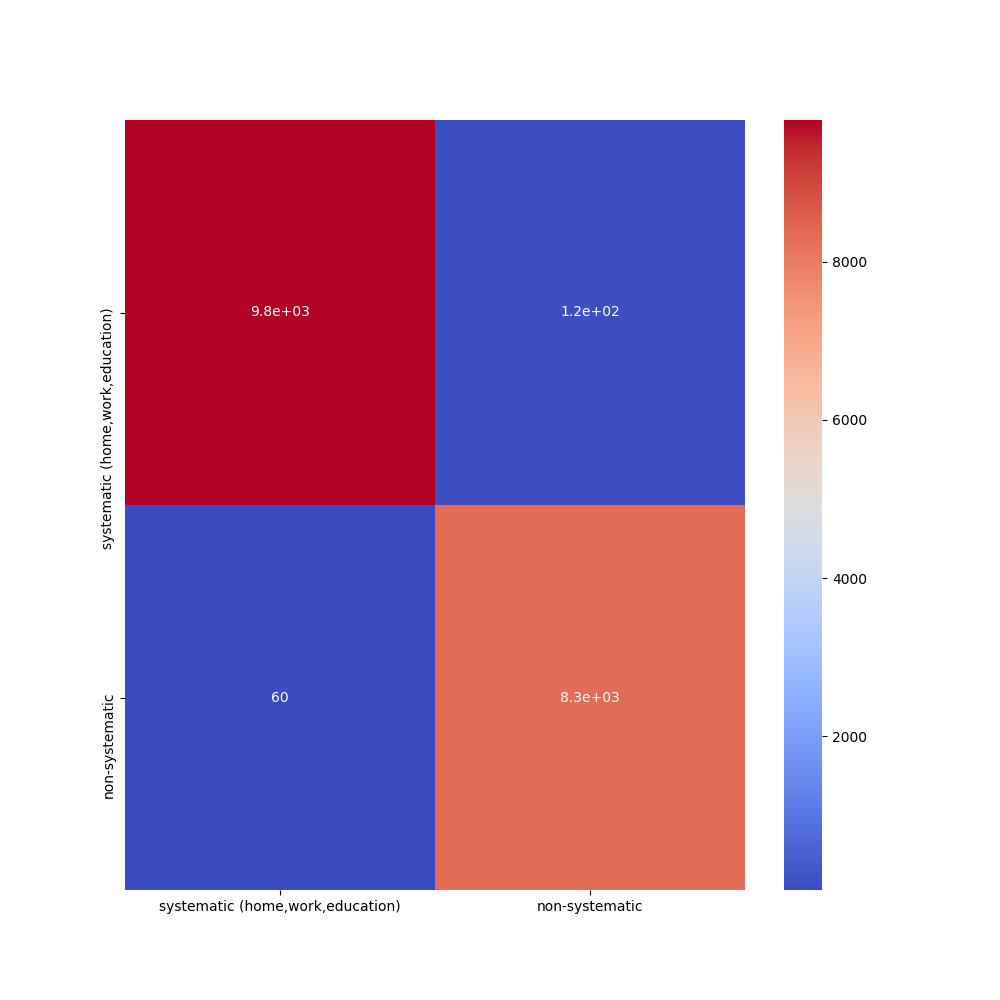 systematic (home,work,education)
non-systematic
9.8e+03
1.2e+02
60
8.3e+03
systematic (home,work,education)
non-systematic
8000
6000
4000
2000